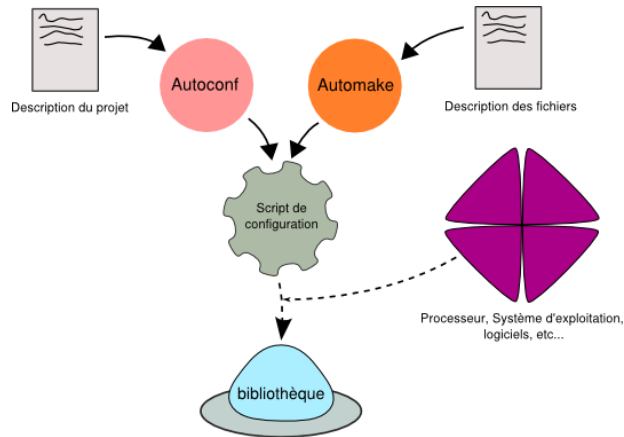 Autoconf
Automake
Description du projet
Description des fichiers
Script de
configuration
Processeur, Système d'exploitation,
logiciels, etc...
bibliothèque